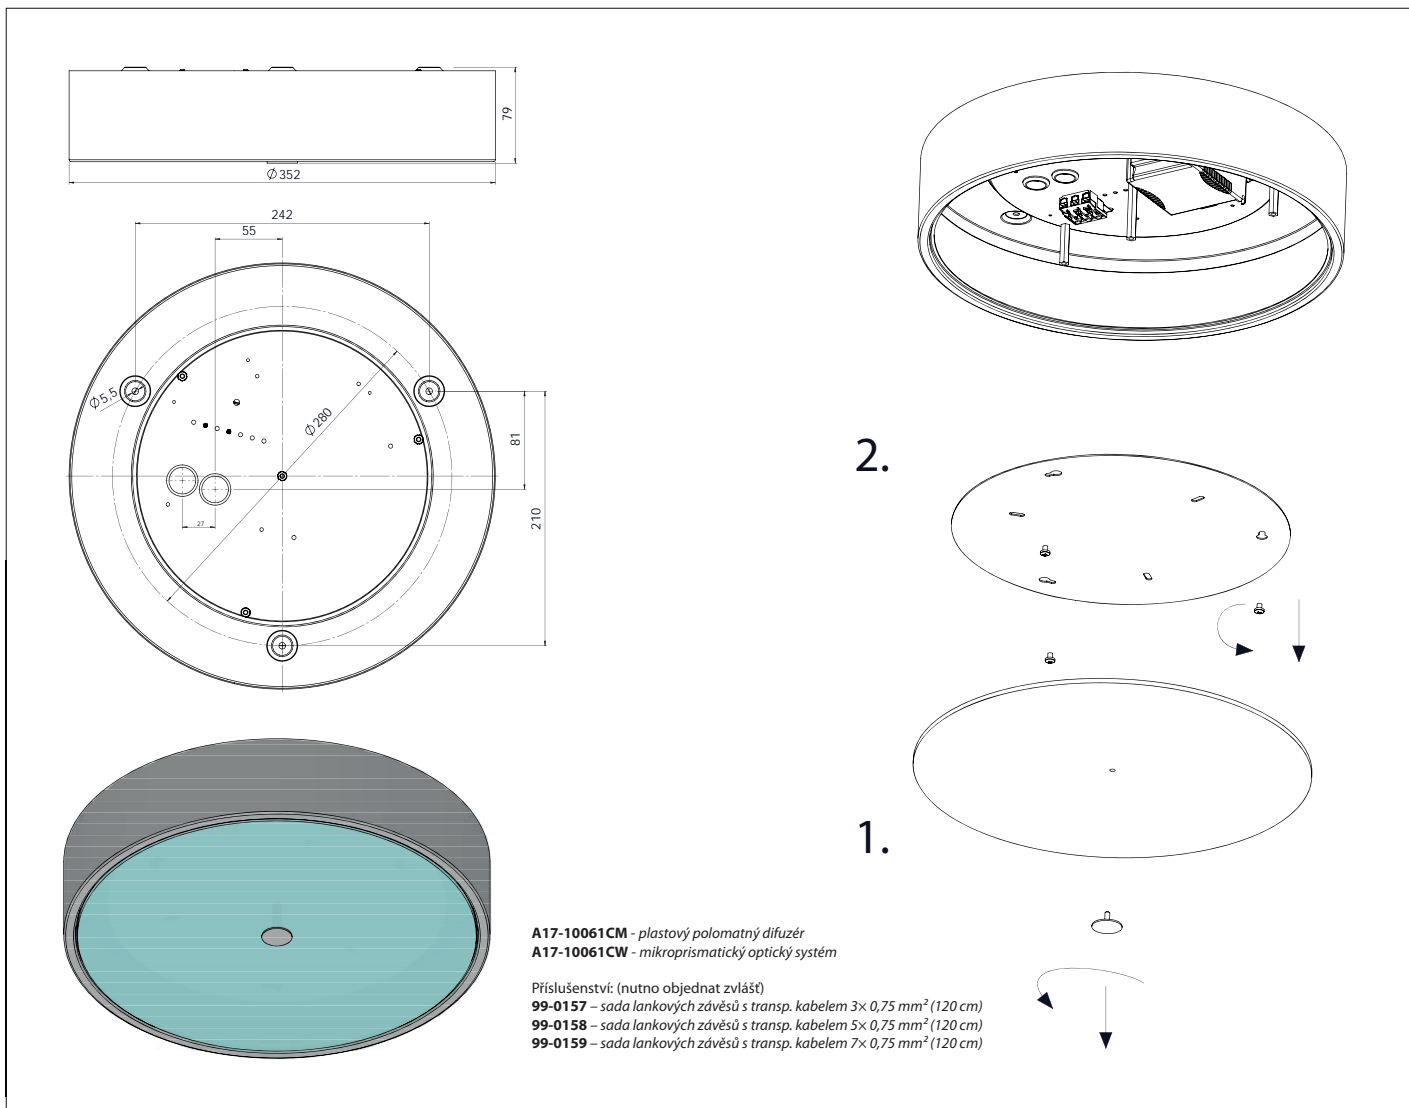 79
Ø 352
242
55
Ø5,5
Ø 280
81
210
27
2.
1.
A17-10061CM - plastový polomatný difuzér
A17-10061CW - mikroprismatický optický systém
Příslušenství: (nutno objednat zvlášť)
99-0157 – sada lankových závěsů s transp. kabelem 3× 0,75 mm² (120 cm)
99-0158 – sada lankových závěsů s transp. kabelem 5× 0,75 mm² (120 cm)
99-0159 – sada lankových závěsů s transp. kabelem 7× 0,75 mm² (120 cm)